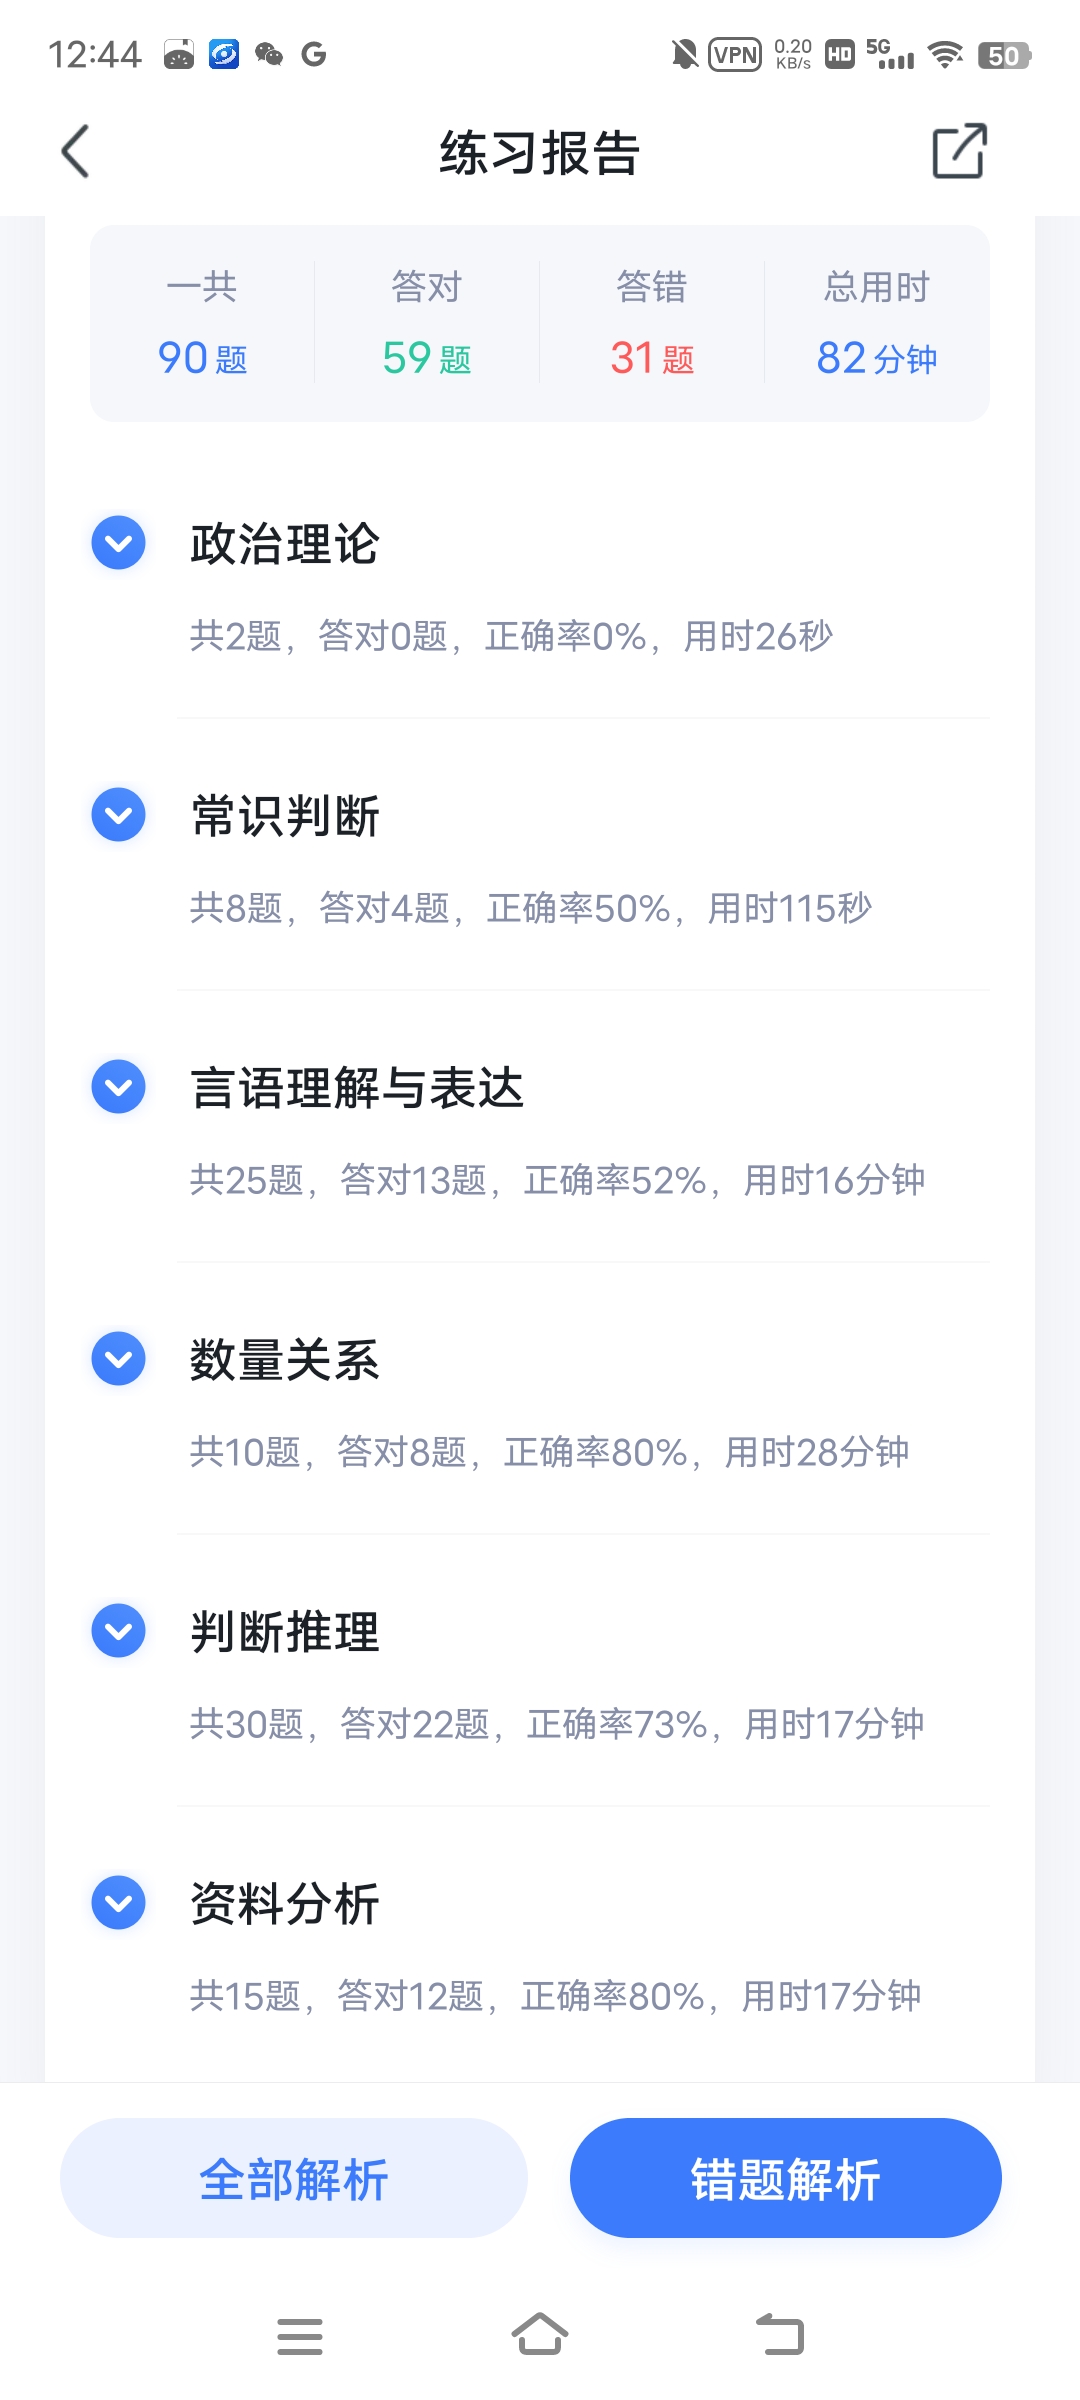 12:44 VPN 0.20 KB/s HD 5G 50
练习报告
一共 答对 答错 总用时
90题 59题 31题 82分钟
政治理论
共2题，答对0题，正确率0%，用时26秒
常识判断
共8题，答对4题，正确率50%，用时115秒
言语理解与表达
共25题，答对13题，正确率52%，用时16分钟
数量关系
共10题，答对8题，正确率80%，用时28分钟
判断推理
共30题，答对22题，正确率73%，用时17分钟
资料分析
共15题，答对12题，正确率80%，用时17分钟
全部解析 错题解析